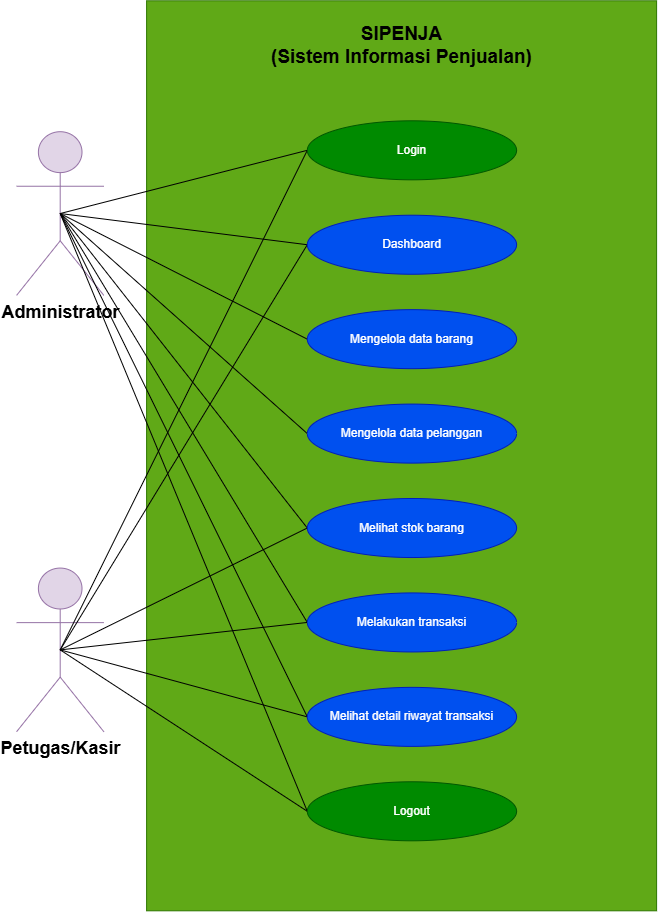 SIPENJA
(Sistem Informasi Penjualan)
Login
Dashboard
Administrator
Mengelola data barang
Mengelola data pelanggan
Melihat stok barang
Melakukan transaksi
Melihat detail riwayat transaksi
Petugas/Kasir
Logout